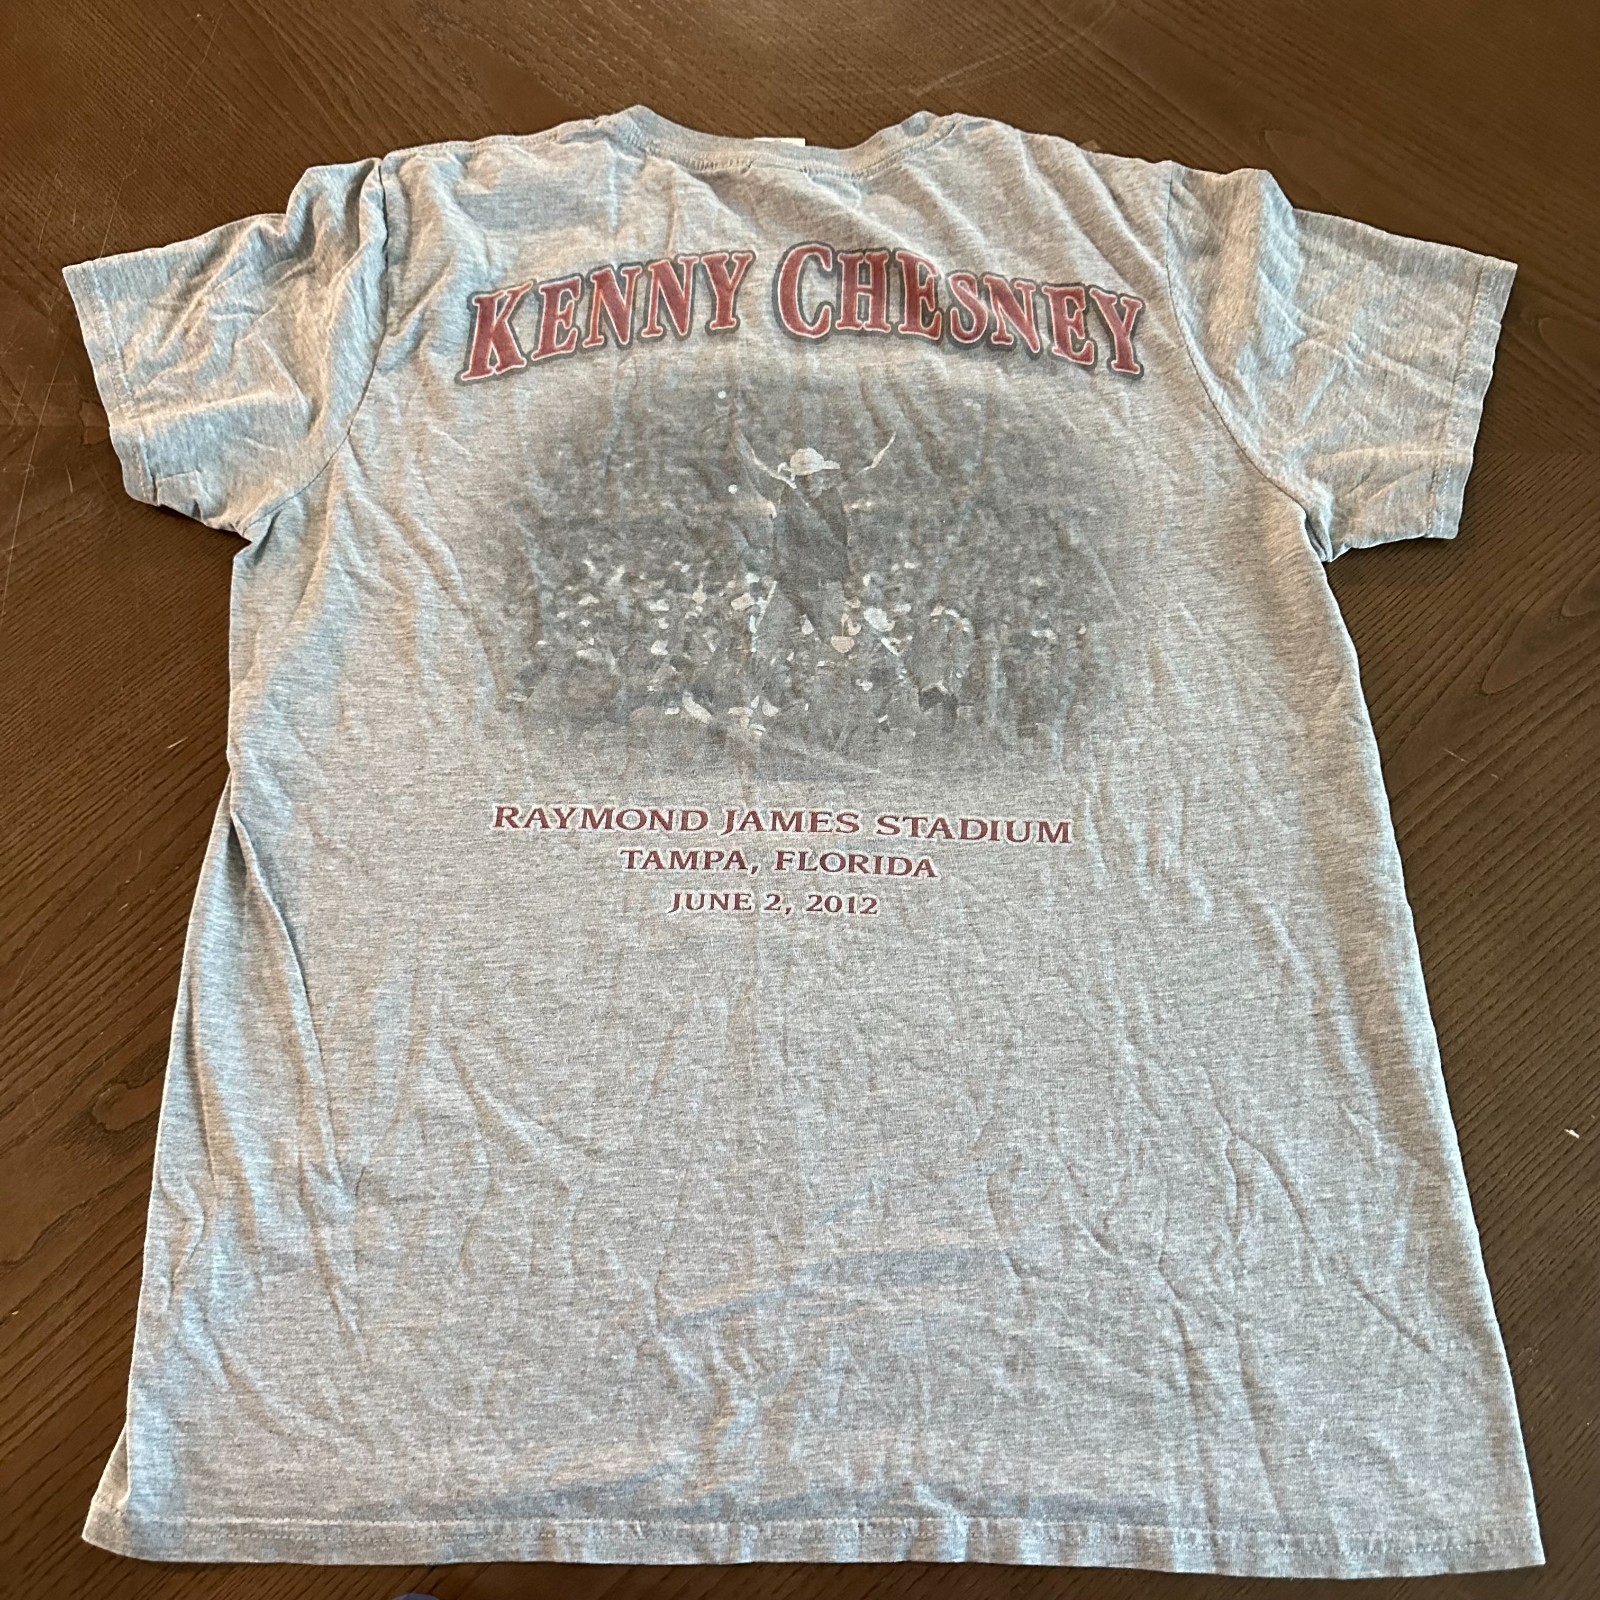 KENNY CHESNEY
RAYMOND JAMES STADIUM
TAMPA, FLORIDA
JUNE 2, 2012